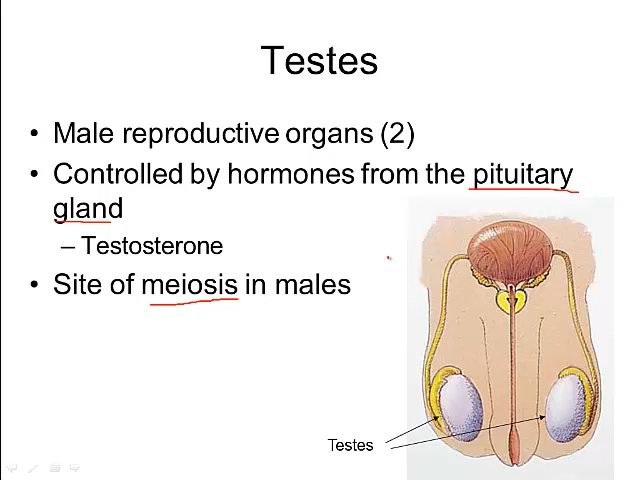 Testes
• Male reproductive organs (2)
• Controlled by hormones from the pituitary
gland
– Testosterone
• Site of meiosis in males
Testes